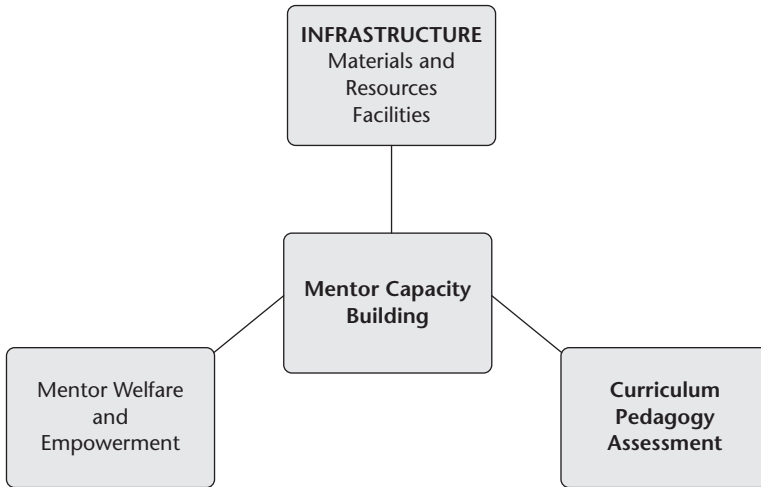 INFRASTRUCTURE
Materials and
Resources
Facilities
Mentor Capacity
Building
Mentor Welfare
and
Empowerment
Curriculum
Pedagogy
Assessment